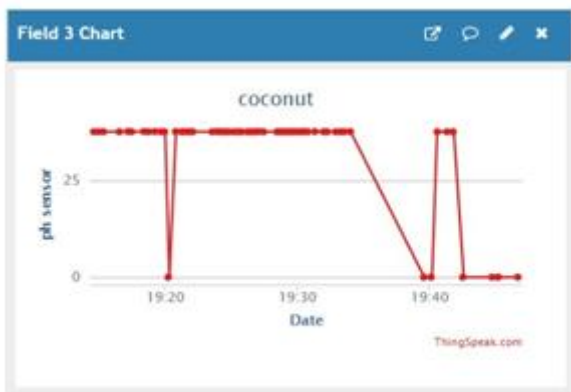 Field 3 Chart
coconut
ph sensor
25
0
19:20
19:30
19:40
Date
ThingSpeak.com